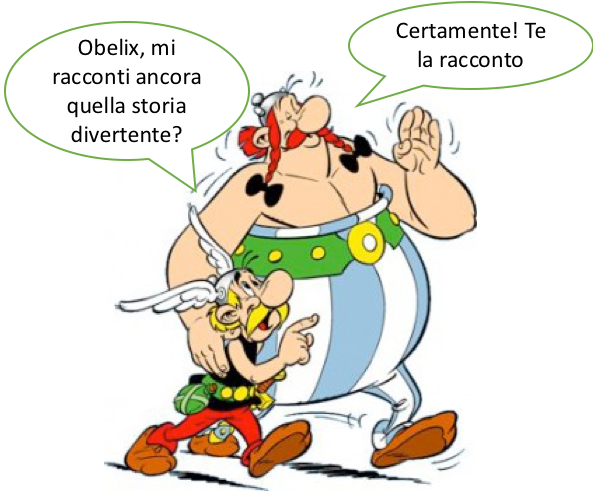 Obelix, mi
racconti ancora
quella storia
divertente?
Certamente! Te
la racconto